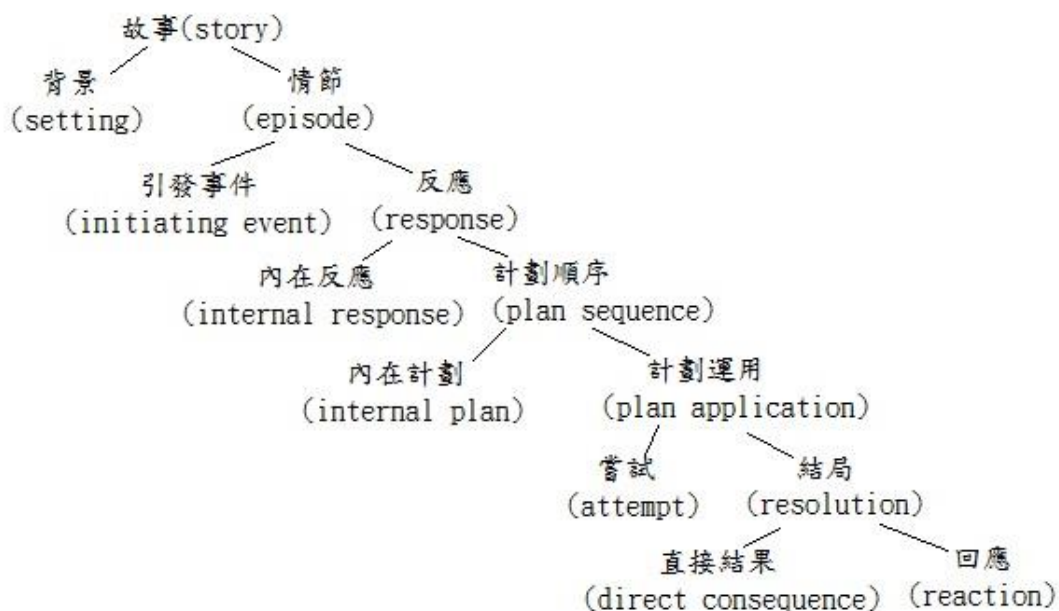 故事(story)
背景
(setting)
情節
(episode)
引發事件
(initiating event)
反應
(response)
內在反應
(internal response)
計劃順序
(plan sequence)
內在計劃
(internal plan)
計劃運用
(plan application)
嘗試
(attempt)
結局
(resolution)
直接結果
(direct consequence)
回應
(reaction)